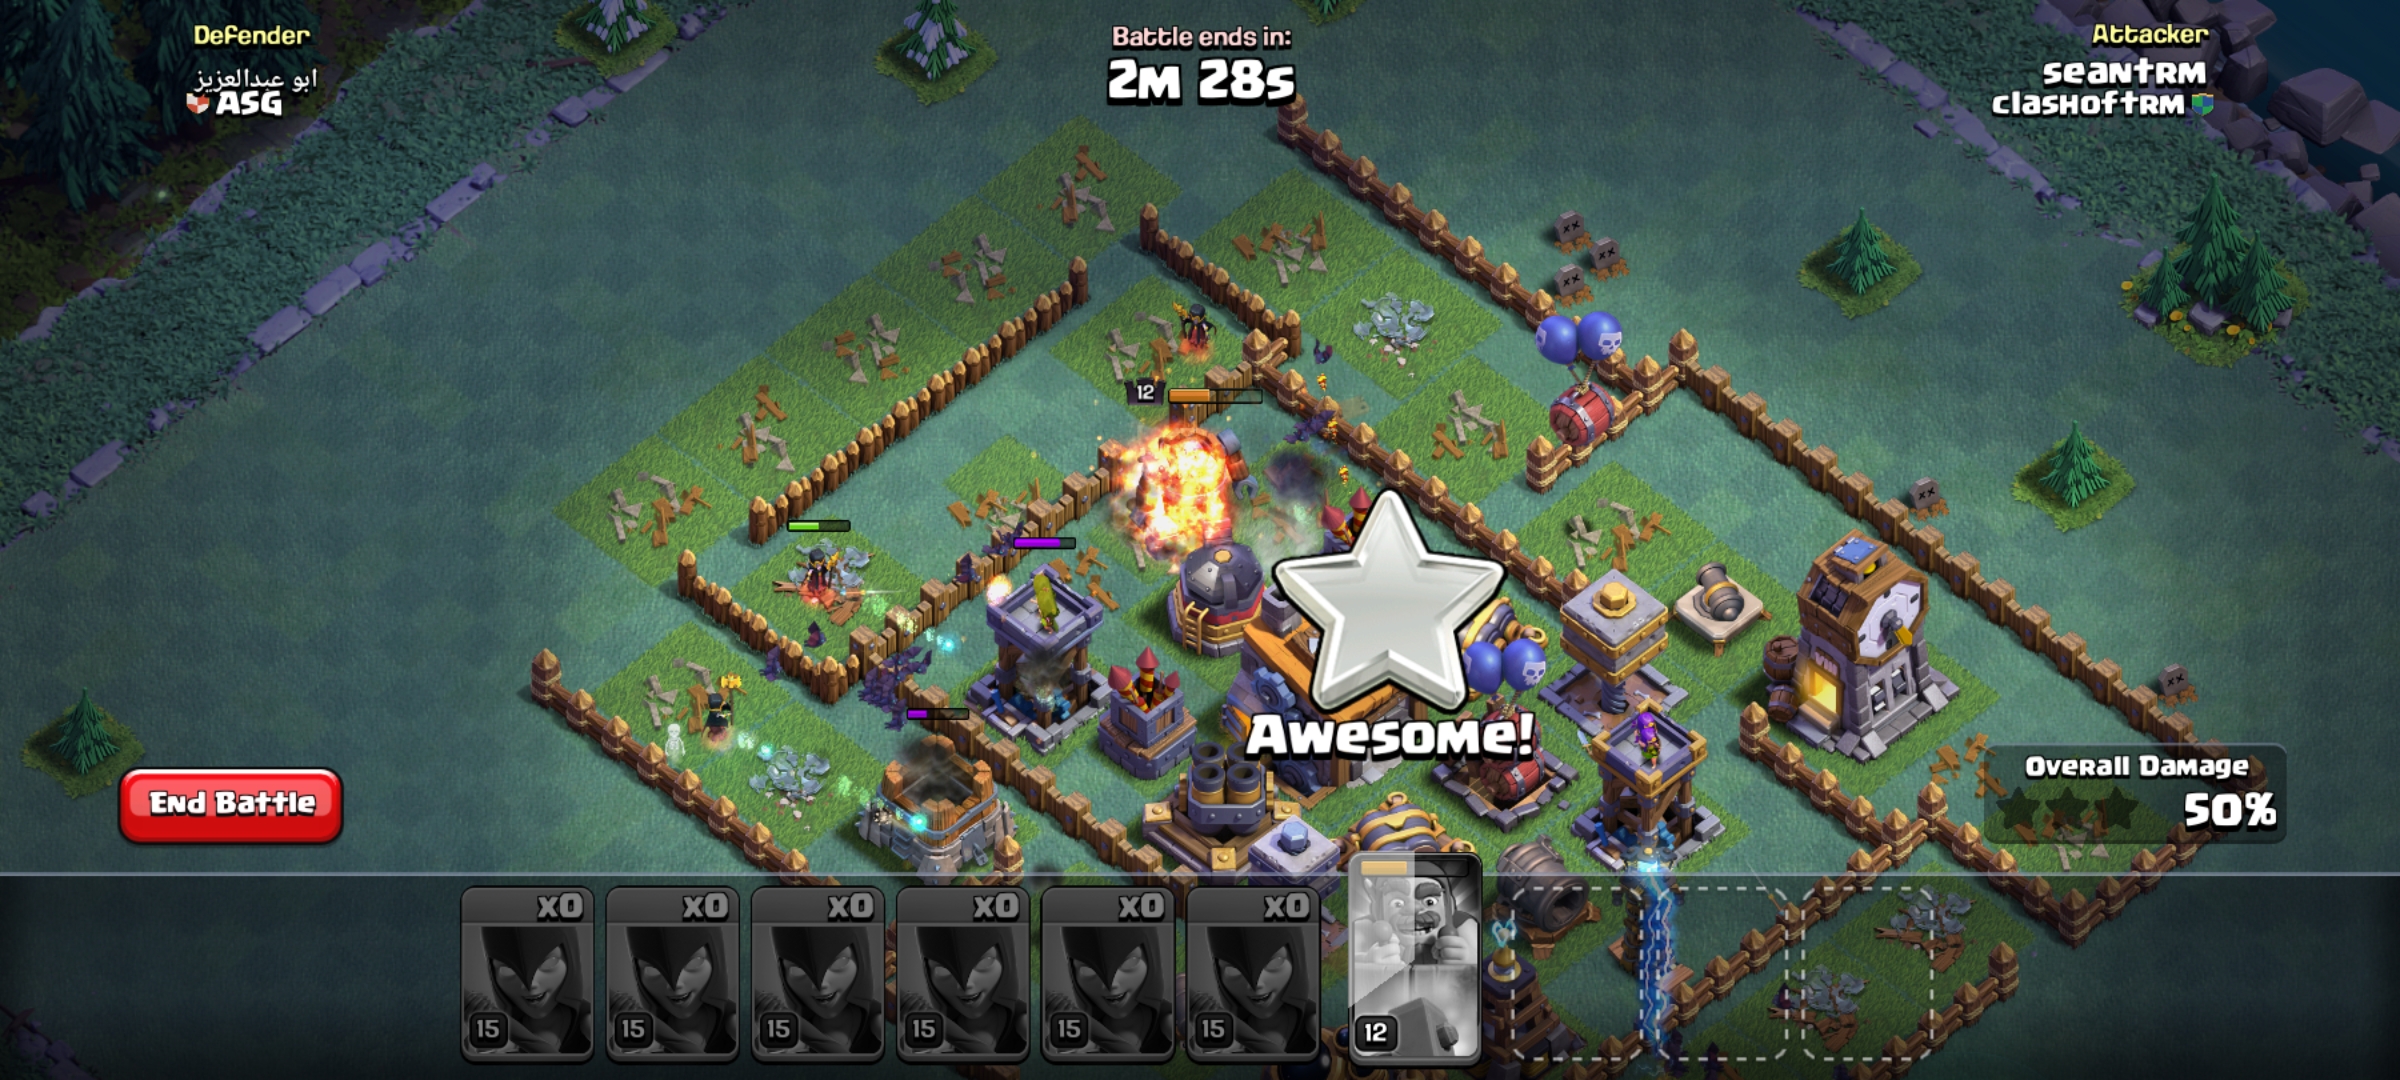 Defender
ابو عبدالعزيز
ASG
Battle ends in:
2M 28s
Attacker
seantRM
clashoftRM
12
Awesome!
End Battle
Overall Damage
50%
x0
x0
x0
x0
x0
x0
15
15
15
15
15
15
12